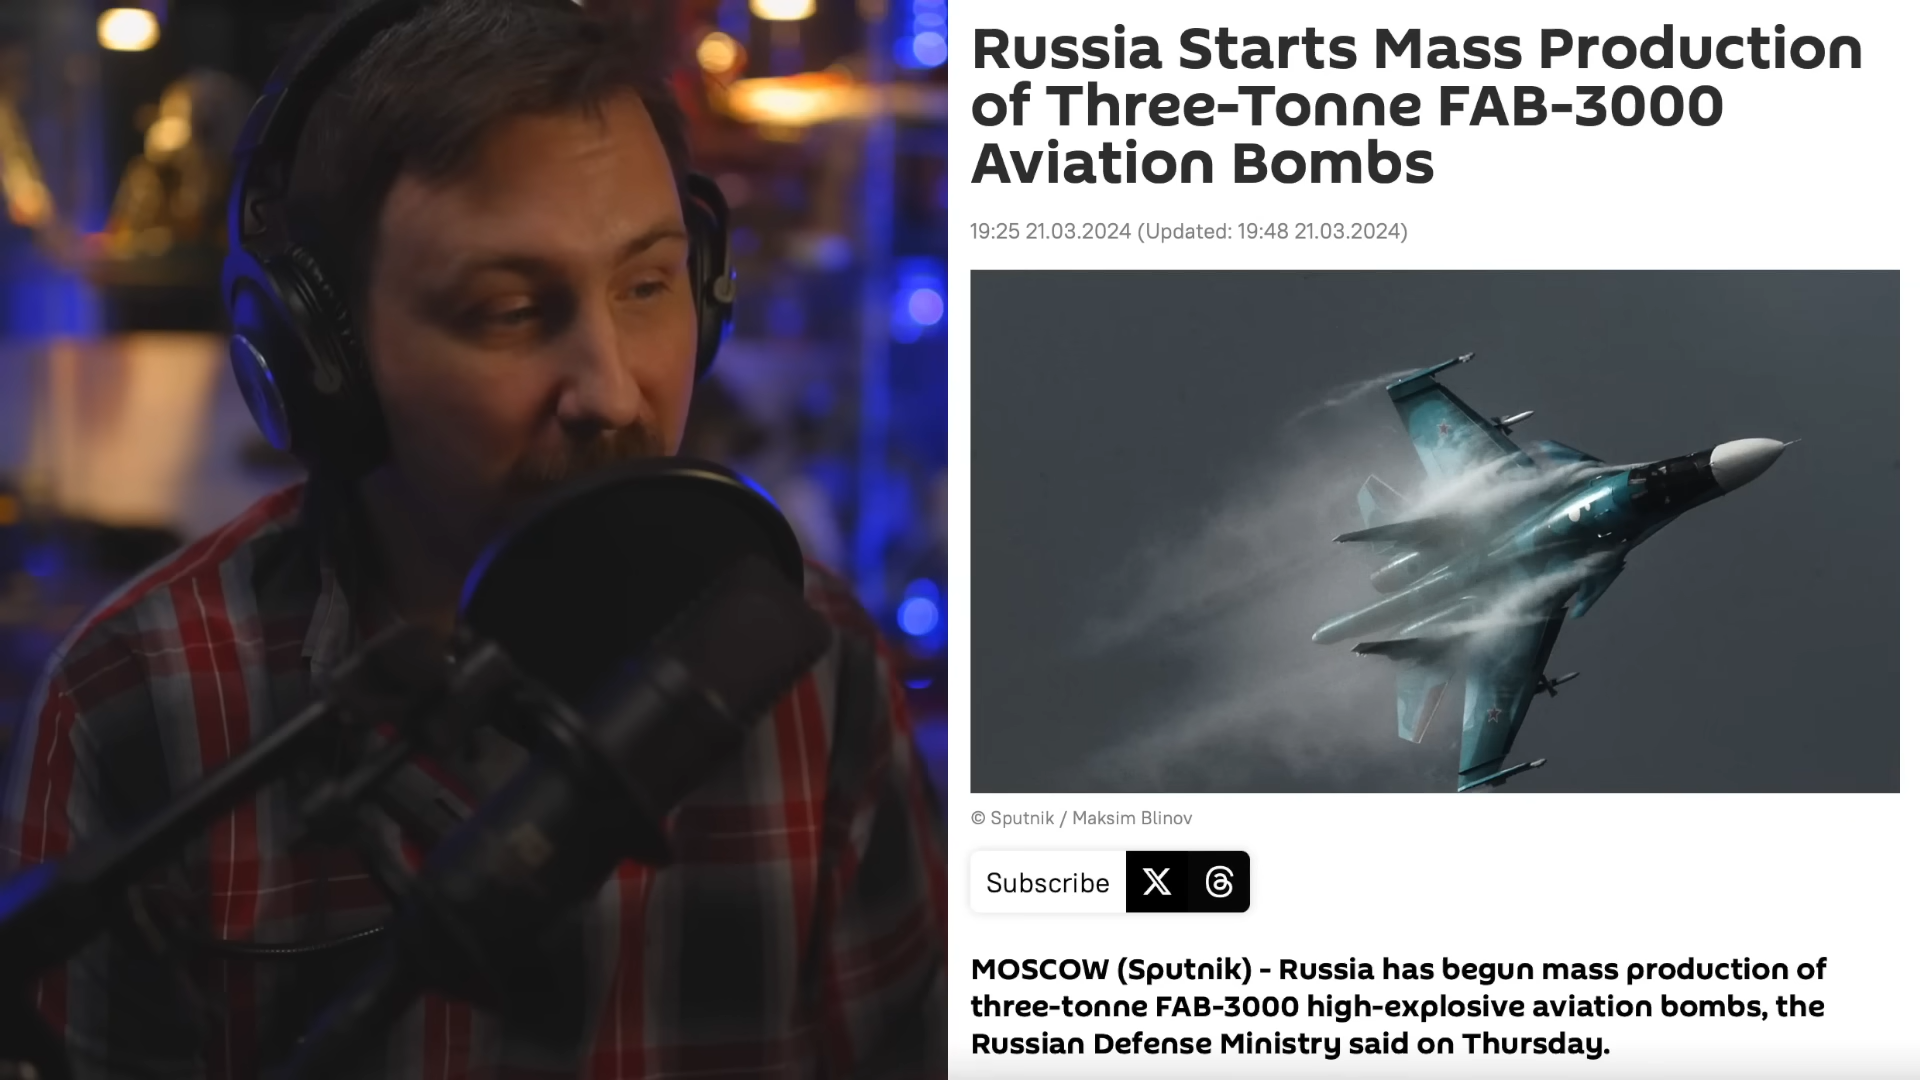 Russia Starts Mass Production
of Three-Tonne FAB-3000
Aviation Bombs
19:25 21.03.2024 (Updated: 19:48 21.03.2024)
© Sputnik / Maksim Blinov
Subscribe
MOSCOW (Sputnik) - Russia has begun mass production of
three-tonne FAB-3000 high-explosive aviation bombs, the
Russian Defense Ministry said on Thursday.